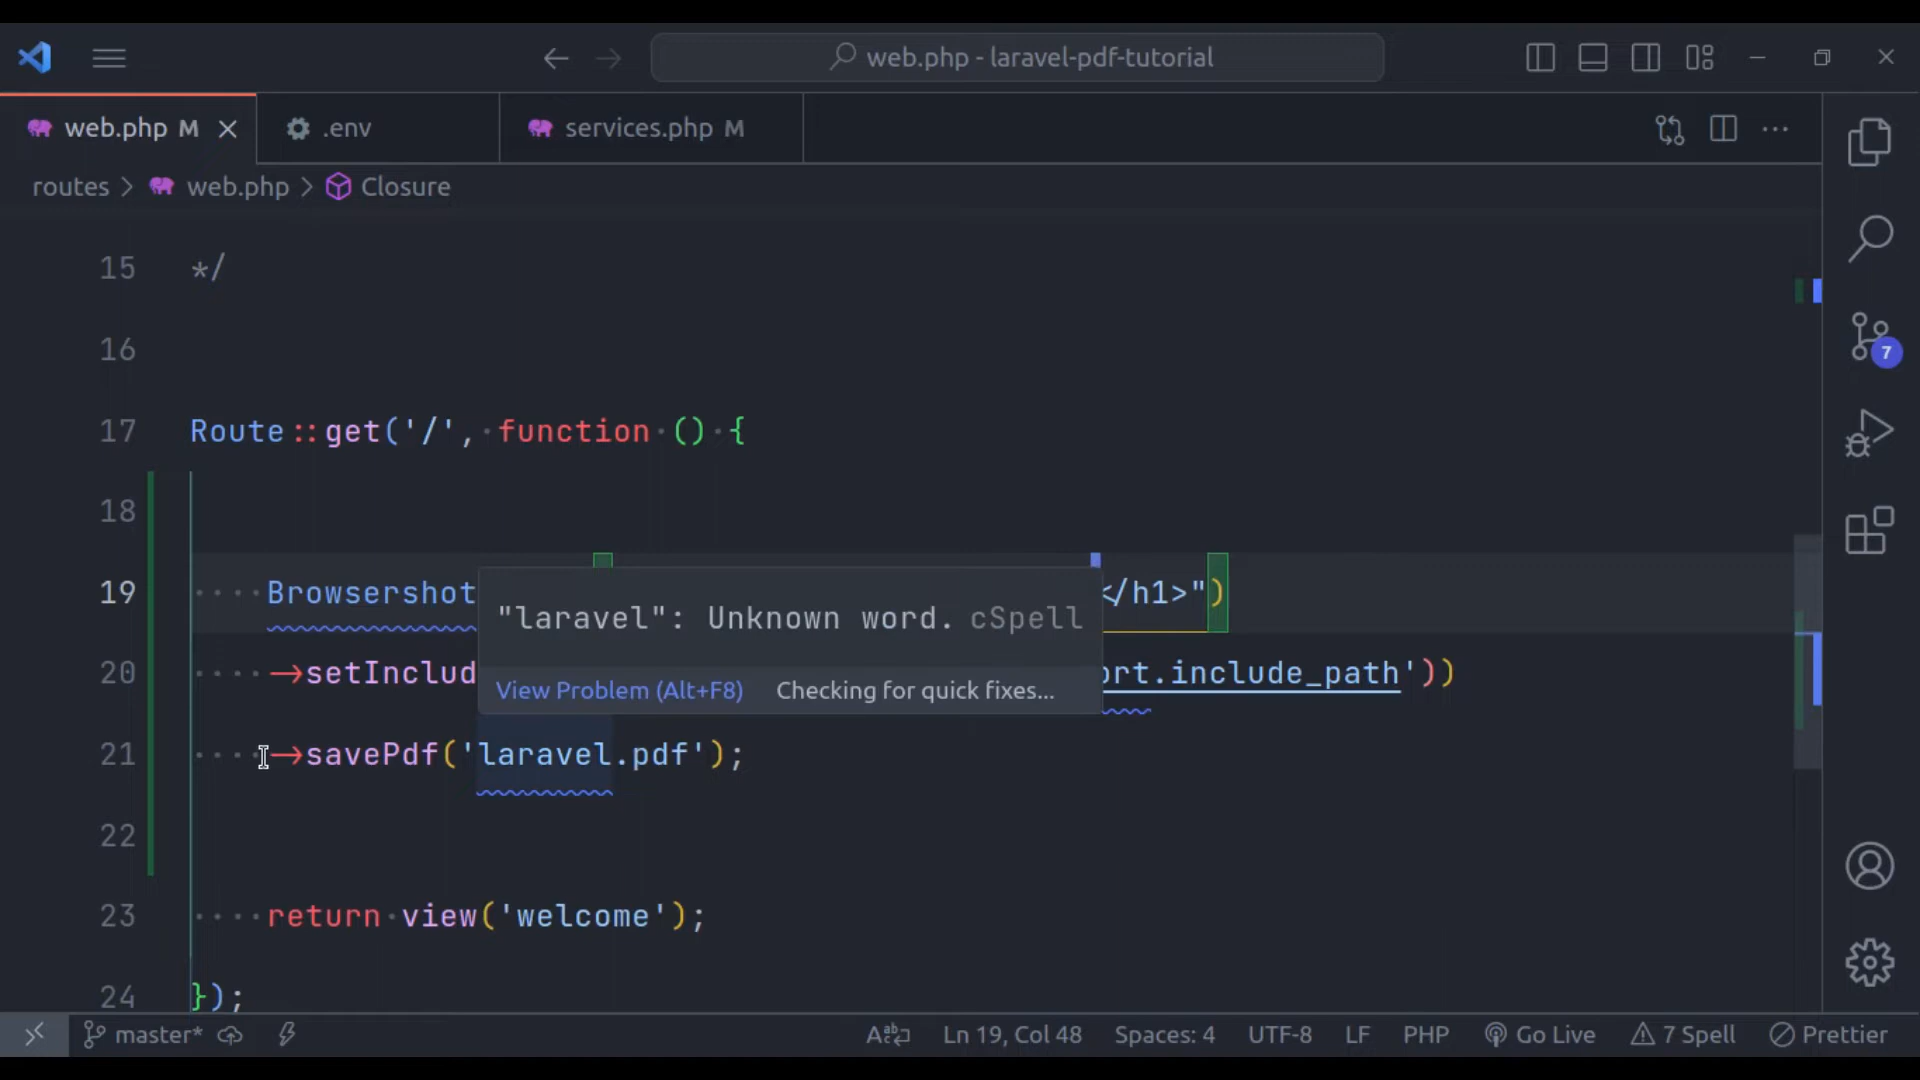 web.php - laravel-pdf-tutorial
web.php M
.env
services.php M
routes > web.php > Closure
15 */
16
17 Route::get('/', function () {
18
19 Browsershot </h1>")
"laravel": Unknown word. cSpell
20 ->setInclud ort.include_path'))
View Problem (Alt+F8) Checking for quick fixes...
21 ->savePdf('laravel.pdf');
22
23 return view('welcome');
24 });
7
master* Ln 19, Col 48 Spaces: 4 UTF-8 LF PHP Go Live 7 Spell Prettier